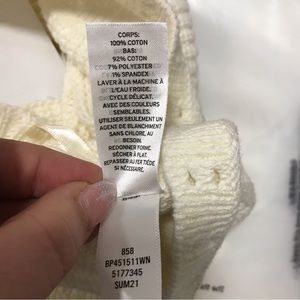 CORPS:
100% COTON
BAS:
92% COTON
7% POLYESTER
1% SPANDEX
LAVER À LA MACHINE À
L'EAU FROIDE,
CYCLE DÉLICAT,
AVEC DES COULEURS
SEMBLABLES.
UTILISER SEULEMENT UN
AGENT DE BLANCHIMENT
SANS CHLORE, AU
BESOIN.
REDONNER FORME.
SÉCHER À PLAT.
REPASSER AU FER TIÈDE,
SI NÉCESSAIRE.
858
BP451511WN
5177345
SUM21